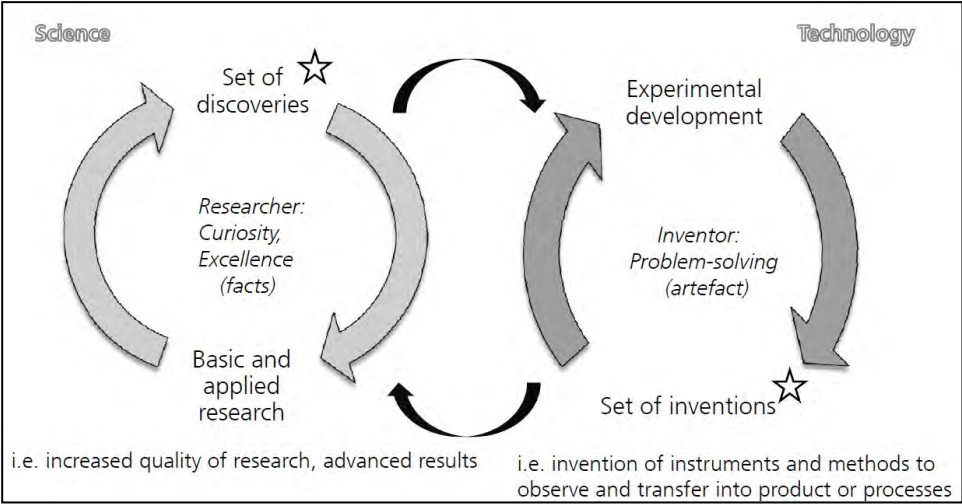 Science
Technology
Set of
discoveries
Experimental
development
Researcher:
Curiosity,
Excellence
(facts)
Inventor:
Problem-solving
(artefact)
Basic and
applied
research
Set of inventions
i.e. increased quality of research, advanced results
i.e. invention of instruments and methods to
observe and transfer into product or processes